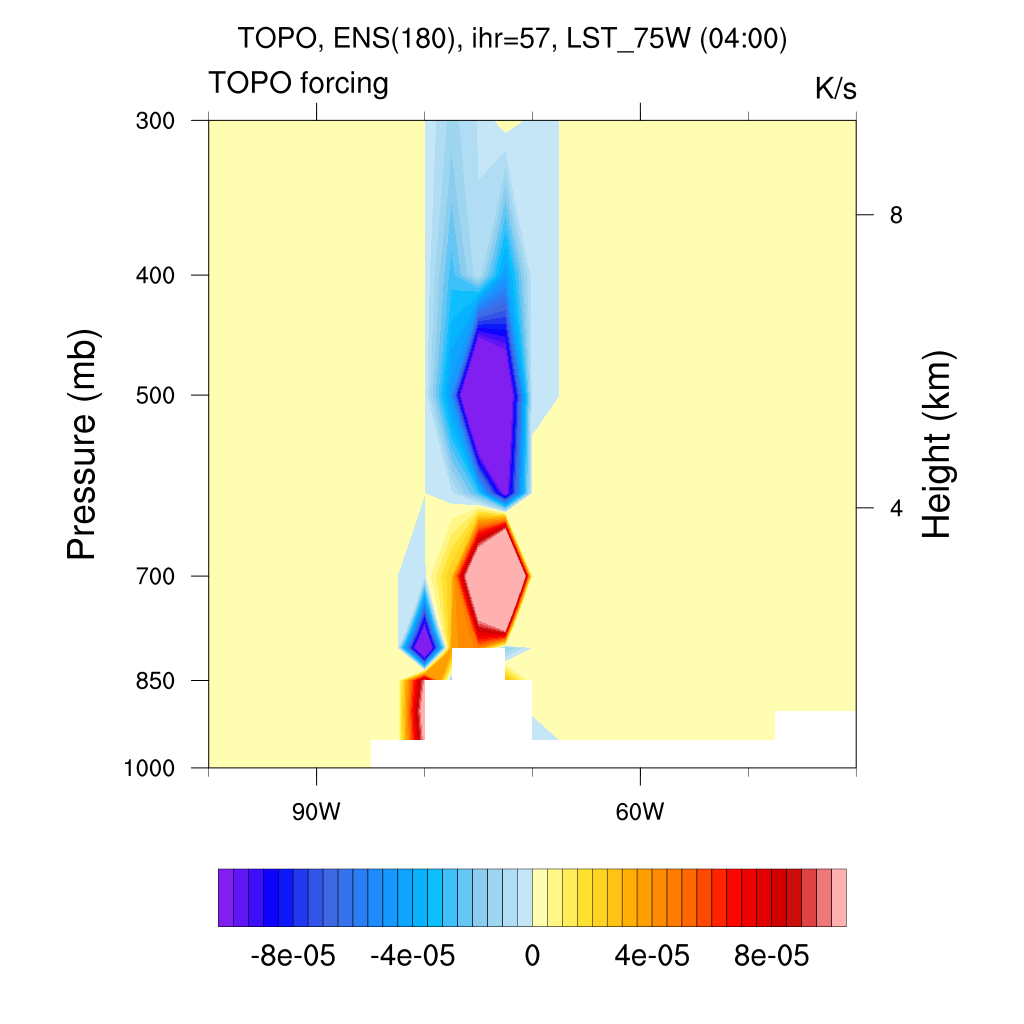 TOPO, ENS(180), ihr=57, LST_75W (04:00)
TOPO forcing
K/s
300
400
500
700
850
1000
Pressure (mb)
8
4
Height (km)
90W
60W
-8e-05
-4e-05
0
4e-05
8e-05